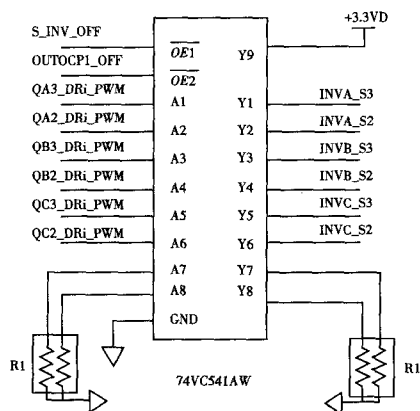 +3.3VD
S_INV_OFF
OE1 Y9
OUTOCP1_OFF
OE2
QA3_DRi_PWM
A1 Y1 INVA_S3
QA2_DRi_PWM
A2 Y2 INVA_S2
QB3_DRi_PWM
A3 Y3 INVB_S3
QB2_DRi_PWM
A4 Y4 INVB_S2
QC3_DRi_PWM
A5 Y5 INVC_S3
QC2_DRi_PWM
A6 Y6 INVC_S2
A7 Y7
A8 Y8
GND
R1 R1
74VC541AW